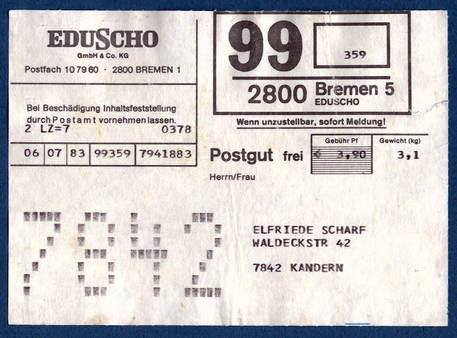 EDUSCHO
GmbH & Co. KG
Postfach 10 79 60 · 2800 BREMEN 1
Bei Beschädigung Inhaltsfeststellung
durch Postamt vornehmen lassen.
2 LZ=7 0378
06 07 83 99359 7941883
99 359
2800 Bremen 5
EDUSCHO
Wenn unzustellbar, sofort Meldung!
Postgut frei
Gebühr Pf Gewicht (kg)
3,90 3,1
Herrn/Frau
ELFRIEDE SCHARF
WALDECKSTR 42
7842 KANDERN
7842